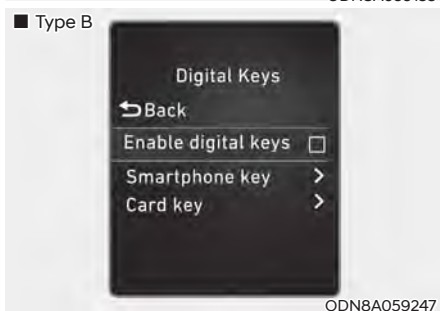 ■ Type B
Digital Keys
Back
Enable digital keys
Smartphone key >
Card key >
ODN8A059247